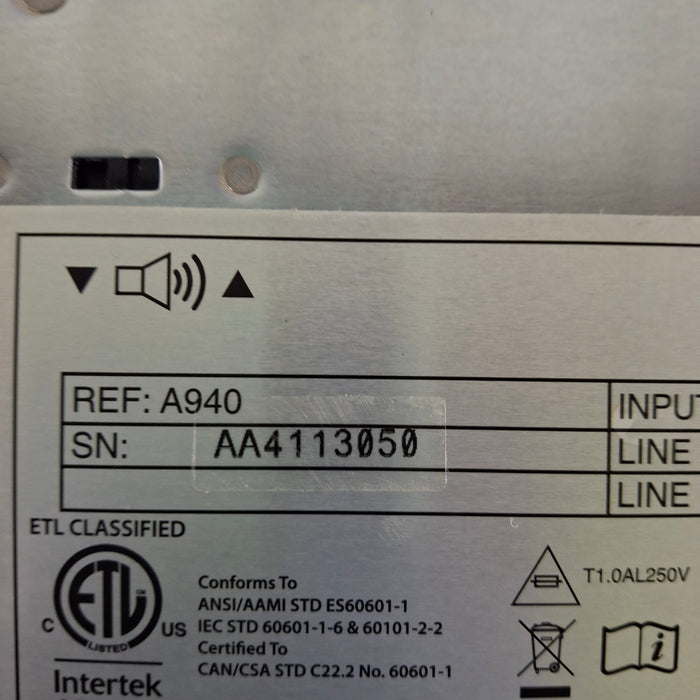 REF: A940
INPUT
SN: AA4113050
LINE
LINE
ETL CLASSIFIED
Conforms To
ANSI/AAMI STD ES60601-1
IEC STD 60601-1-6 & 60101-2-2
Certified To
CAN/CSA STD C22.2 No. 60601-1
ETL
CM
LISTED
C US
Intertek
T1.0AL250V
i